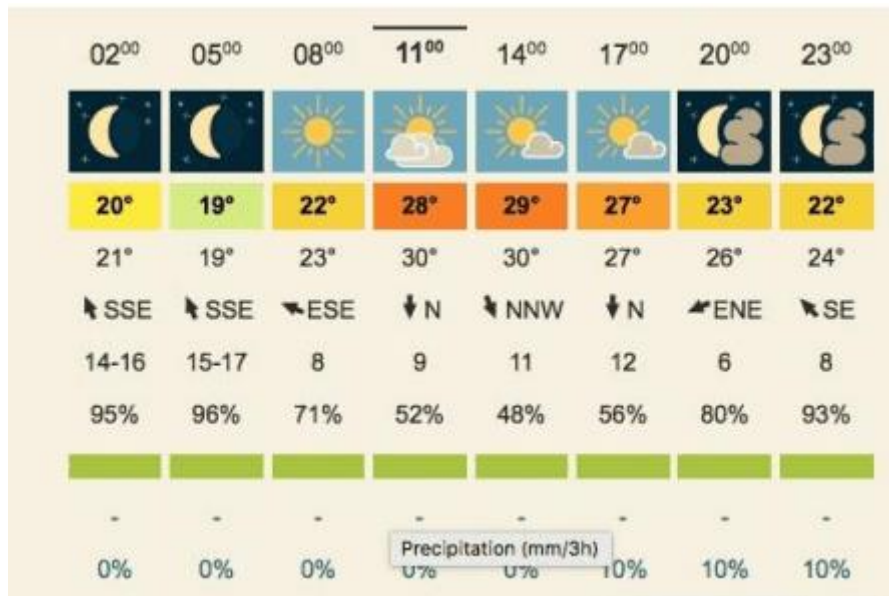 02⁰⁰ 05⁰⁰ 08⁰⁰ 11⁰⁰ 14⁰⁰ 17⁰⁰ 20⁰⁰ 23⁰⁰
20° 19° 22° 28° 29° 27° 23° 22°
21° 19° 23° 30° 30° 27° 26° 24°
SSE SSE ESE N NNW N ENE SE
14-16 15-17 8 9 11 12 6 8
95% 96% 71% 52% 48% 56% 80% 93%
- - - - - - - -
Precipitation (mm/3h)
0% 0% 0% 0% 0% 10% 10% 10%